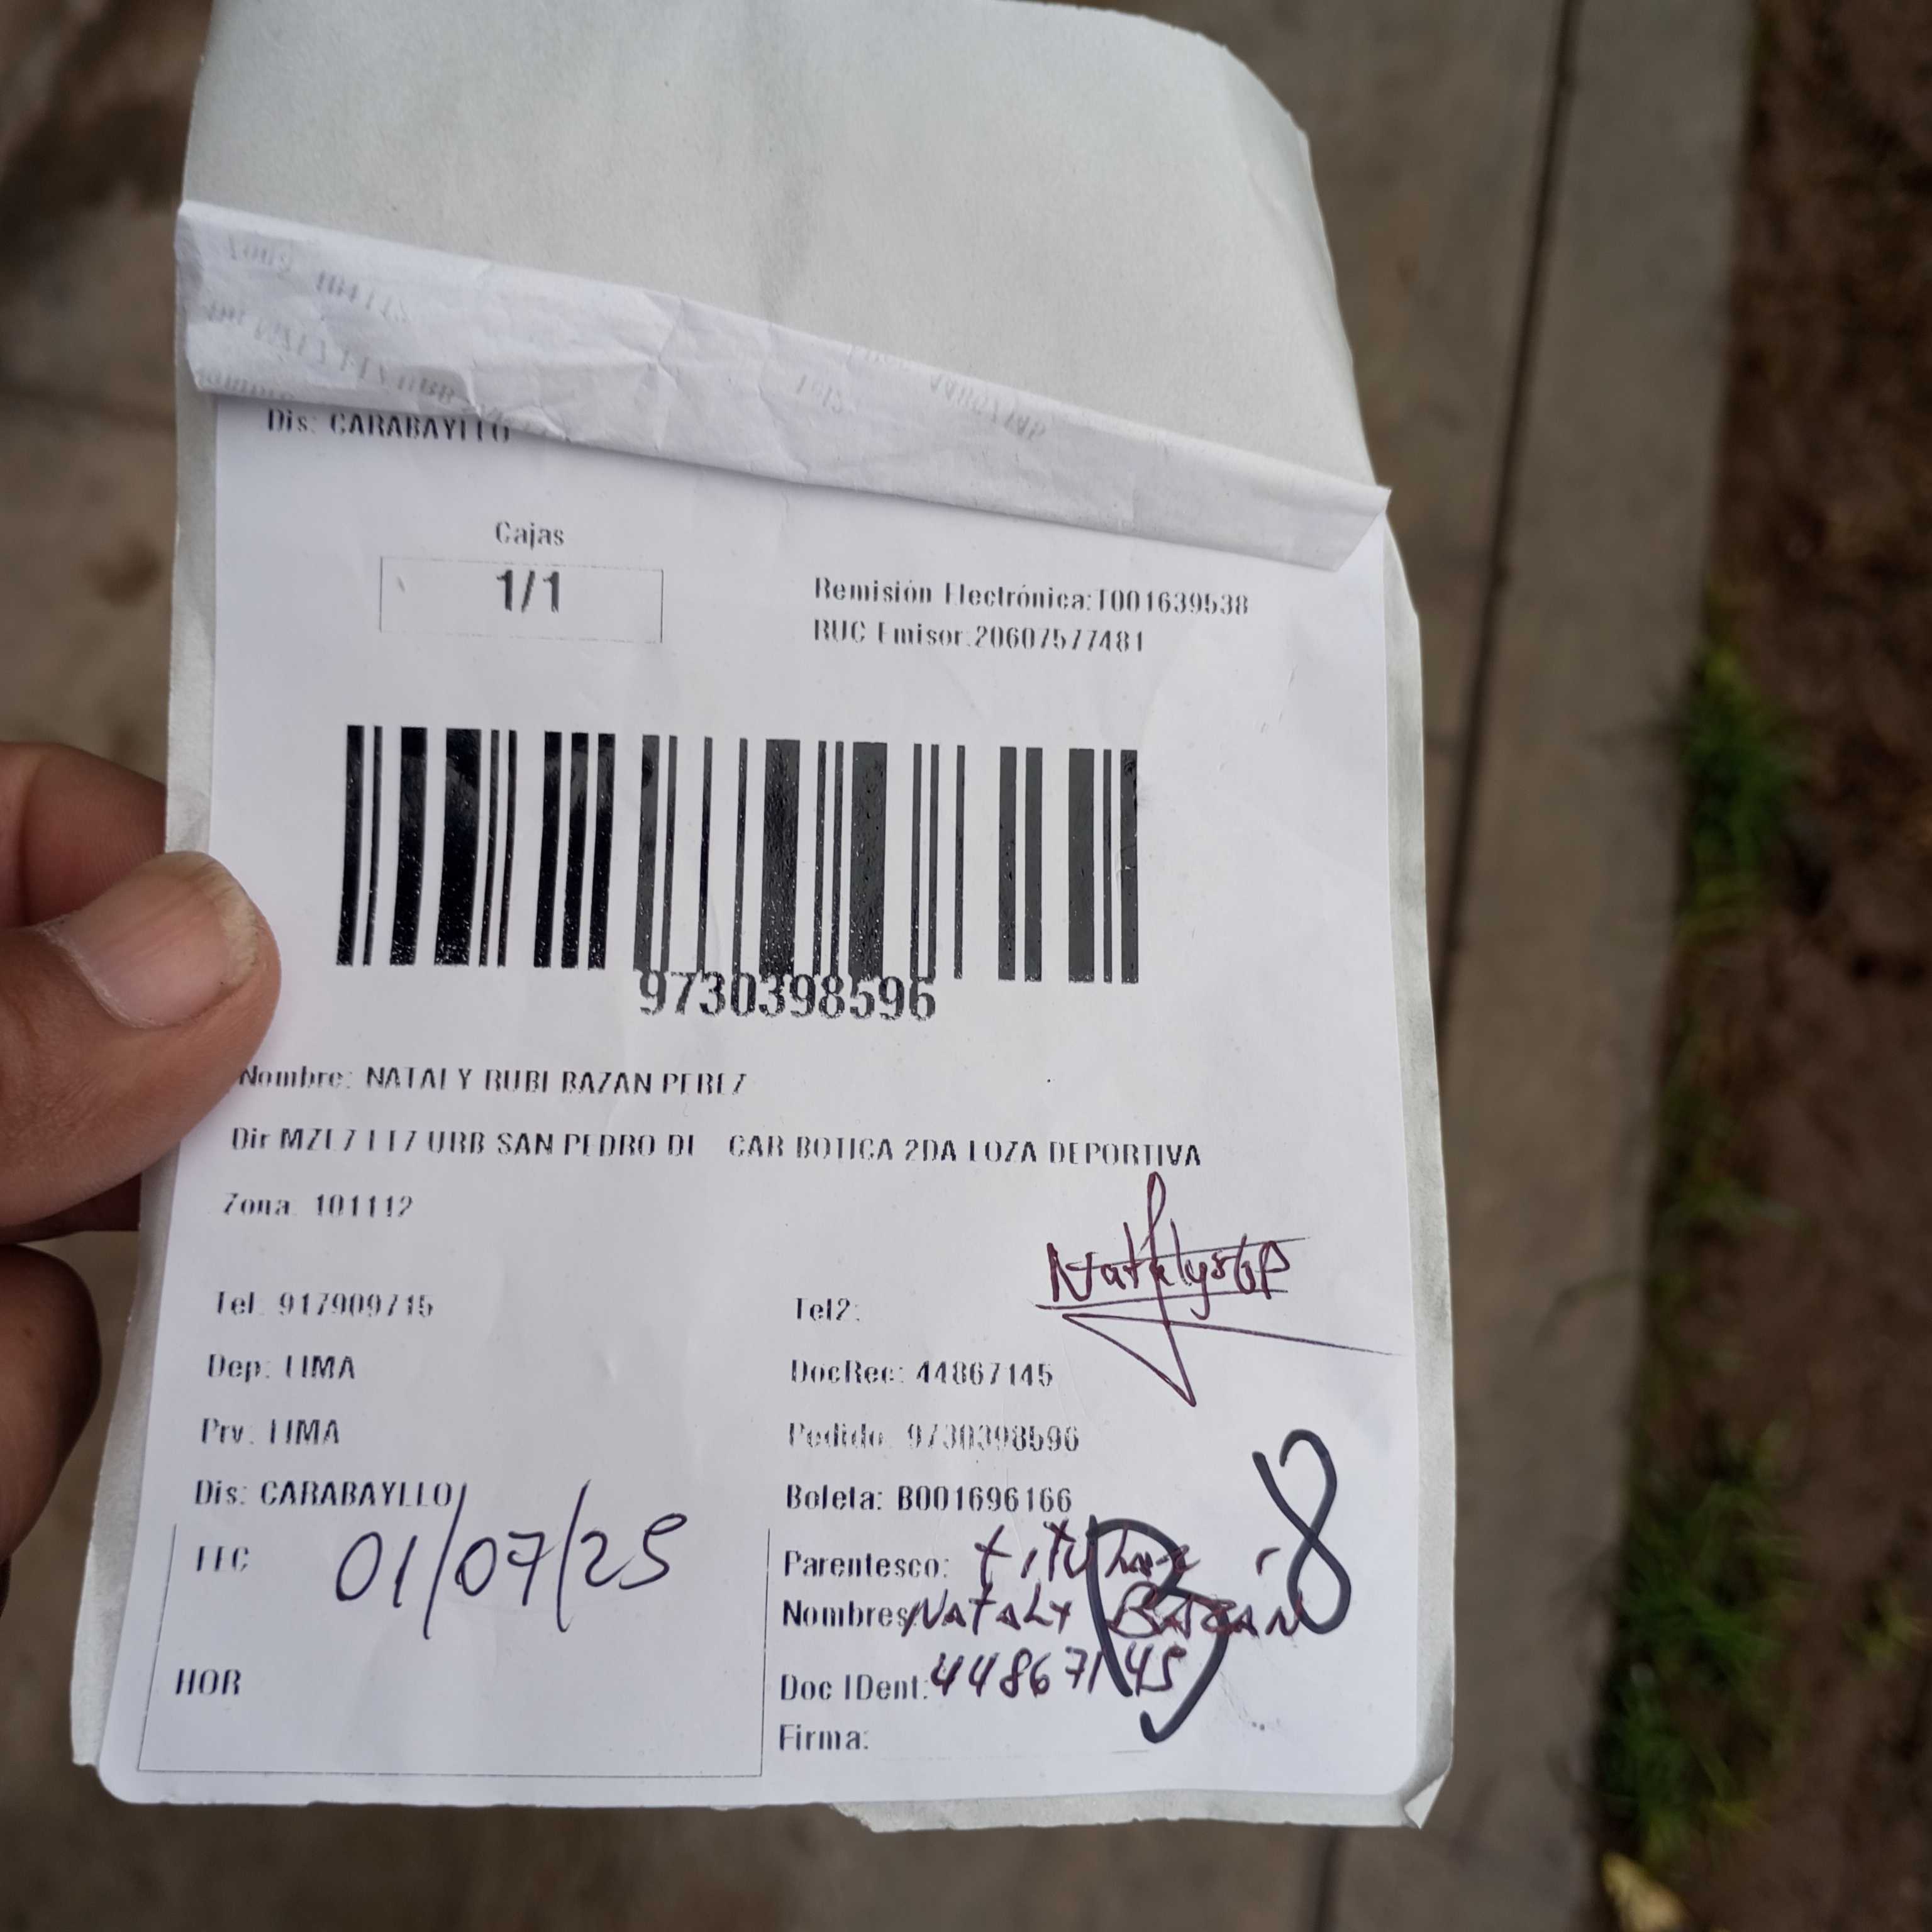 Dis: CARABAYLLO
Cajas
1/1
Remisión Electrónica:T001639538
RUC Emisor:20607577481
9730398596
Nombre: NATALY RUBI BAZAN PEREZ
Dir MZE7 LT7 URB SAN PEDRO DE CAR BOTICA 2DA LOZA DEPORTIVA
Zona: 101112
Tel: 917909715
Tel2:
Dep: LIMA
DocRec: 44867145
Prv: LIMA
Pedido: 9730398596
Dis: CARABAYLLO
Boleta: B001696166
FEC 01/07/25
Parentesco: titular
Nombres: Nataly Bazan
HOR
Doc IDent: 44867145
Firma: